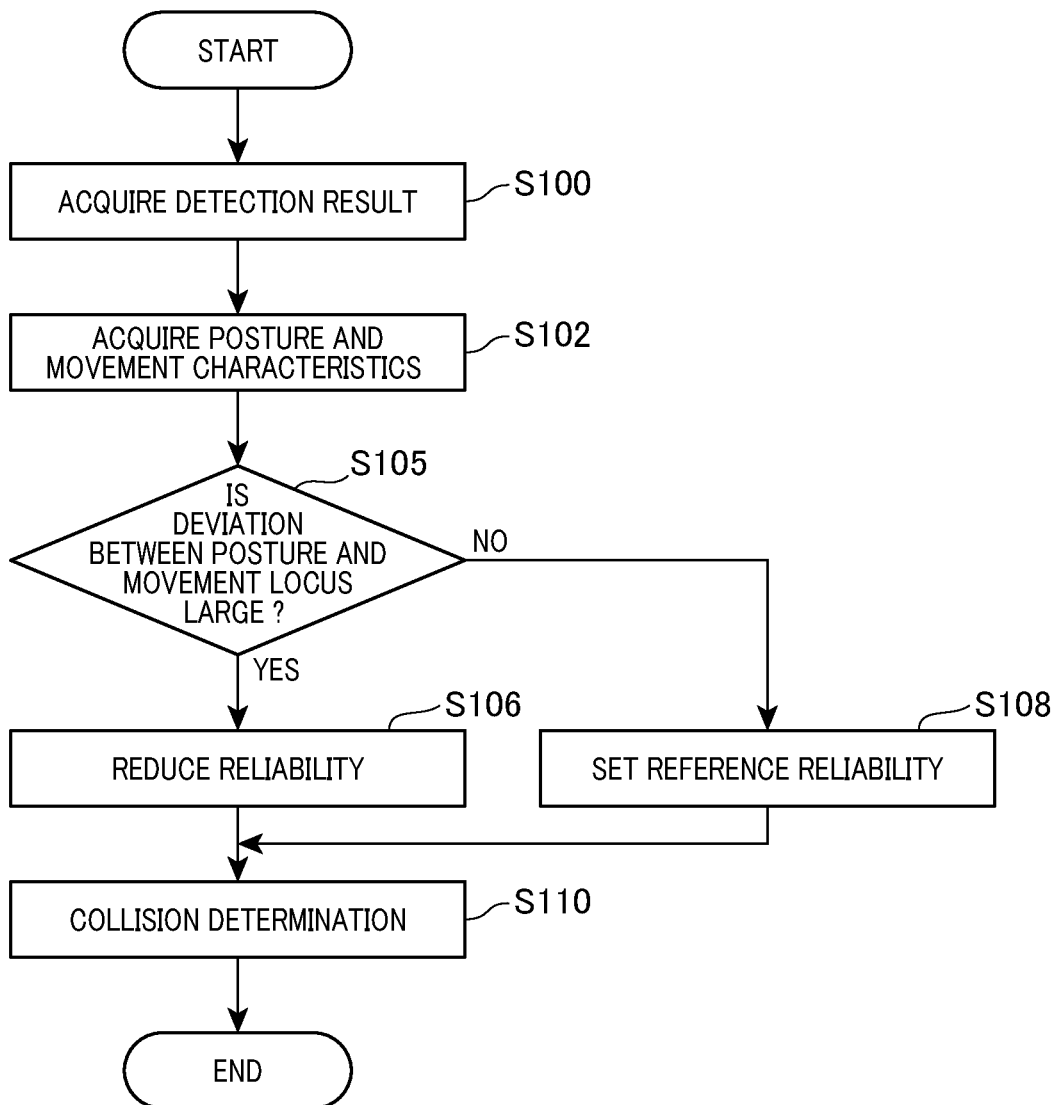 START
ACQUIRE DETECTION RESULT
S100
ACQUIRE POSTURE AND
MOVEMENT CHARACTERISTICS
S102
S105
IS
DEVIATION
BETWEEN POSTURE AND
MOVEMENT LOCUS
LARGE ?
NO
YES
S106
REDUCE RELIABILITY
S108
SET REFERENCE RELIABILITY
COLLISION DETERMINATION
S110
END